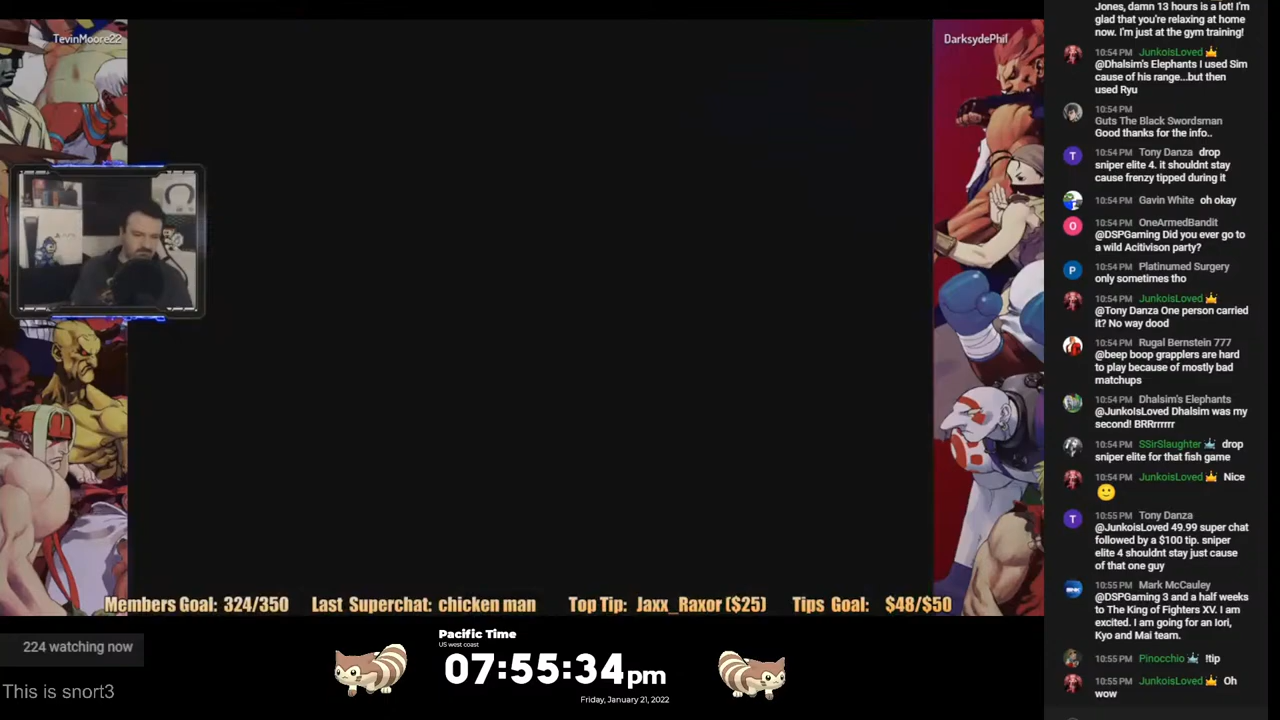 TevinMoore22
DarksydePhil
Members Goal: 324/350
Last Superchat: chicken man
Top Tip: Jaxx_Raxor ($25)
Tips Goal: $48/$50
224 watching now
This is snort3
Pacific Time
US west coast
07:55:34pm
Friday, January 21, 2022
Jones, damn 13 hours is a lot! I'm
glad that you're relaxing at home
now. I'm just at the gym training!
10:54 PM JunkoisLoved
@Dhalsim's Elephants I used Sim
cause of his range...but then
used Ryu
10:54 PM
Guts The Black Swordsman
Good thanks for the info..
T
10:54 PM Tony Danza drop
sniper elite 4. it shouldnt stay
cause frenzy tipped during it
10:54 PM Gavin White oh okay
O
10:54 PM OneArmedBandit
@DSPGaming Did you ever go to
a wild Acitivison party?
P
10:54 PM Platinumed Surgery
only sometimes tho
10:54 PM JunkoisLoved
@Tony Danza One person carried
it? No way dood
10:54 PM Rugal Bernstein 777
@beep boop grapplers are hard
to play because of mostly bad
matchups
10:54 PM Dhalsim's Elephants
@JunkoIsLoved Dhalsim was my
second! BRRrrrrrr
10:54 PM SSirSlaughter drop
sniper elite for that fish game
10:54 PM JunkoisLoved Nice
T
10:55 PM Tony Danza
@JunkoisLoved 49.99 super chat
followed by a $100 tip. sniper
elite 4 shouldnt stay just cause
of that one guy
10:55 PM Mark McCauley
@DSPGaming 3 and a half weeks
to The King of Fighters XV. I am
excited. I am going for an Iori,
Kyo and Mai team.
10:55 PM Pinocchio !tip
10:55 PM JunkoisLoved Oh
wow